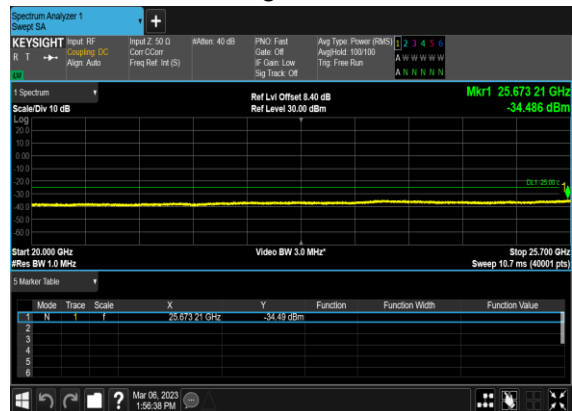 Spectrum Analyzer 1
Swept SA
+
KEYSIGHT Input: RF Input Z: 50 Ω #Atten: 40 dB PNO: Fast Avg Type: Power (RMS) 1 2 3 4 5 6
R T Coupling: DC Corr CCorr Gate: Off Avg|Hold: 100/100 A W W W W W
Align: Auto Freq Ref: Int (S) IF Gain: Low Trig: Free Run
Sig Track: Off A N N N N N
1 Spectrum Ref Lvl Offset 8.40 dB Mkr1 25.673 21 GHz
Scale/Div 10 dB Ref Level 30.00 dBm -34.486 dBm
Log
20.0
10.0
0.00
-10.0
-20.0
DL1 -25.00
-30.0
1
-40.0
-50.0
-60.0
Start 20.000 GHz Video BW 3.0 MHz* Stop 25.700 GHz
#Res BW 1.0 MHz Sweep 10.7 ms (40001 pts)
5 Marker Table
Mode Trace Scale X Y Function Function Width Function Value
1 N 1 f 25.673 21 GHz -34.49 dBm
2
3
4
5
6
? Mar 06, 2023
1:56:38 PM